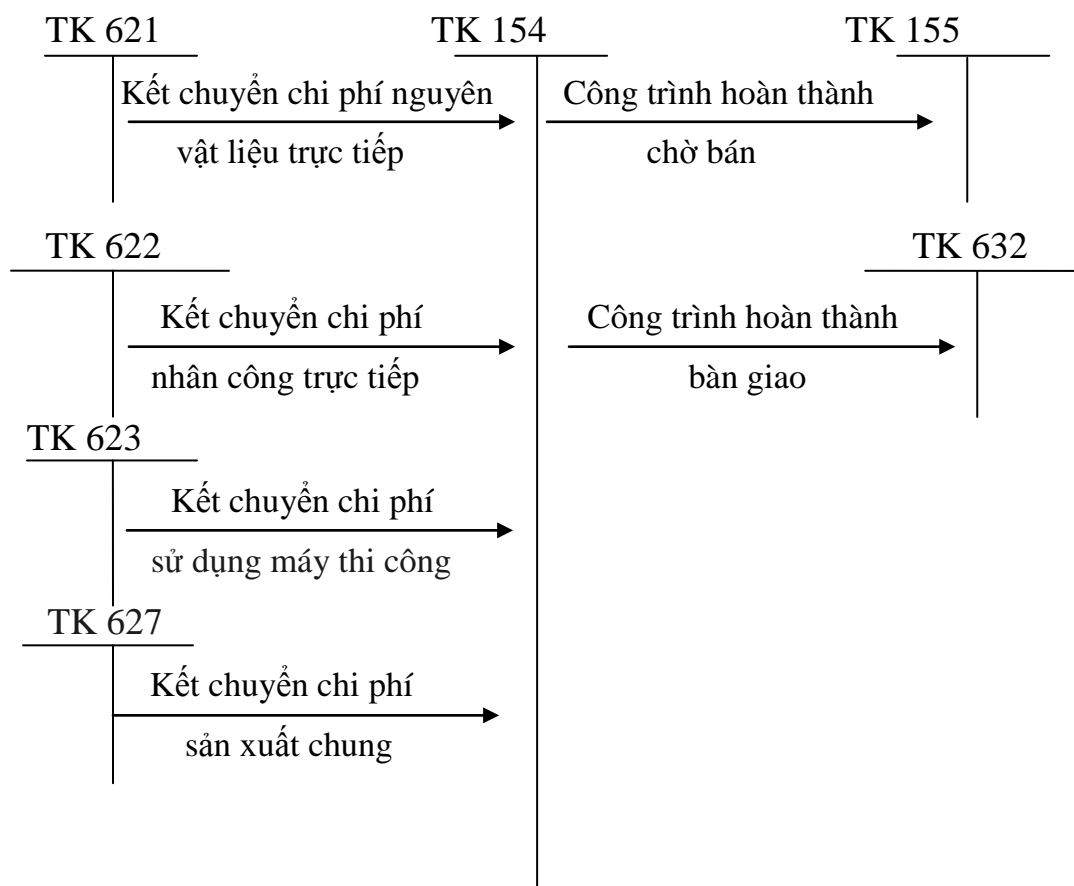 TK 621 TK 154 TK 155
Kết chuyển chi phí nguyên Công trình hoàn thành
vật liệu trực tiếp chờ bán
TK 622 TK 632
Kết chuyển chi phí Công trình hoàn thành
nhân công trực tiếp bàn giao
TK 623
Kết chuyển chi phí
sử dụng máy thi công
TK 627
Kết chuyển chi phí
sản xuất chung